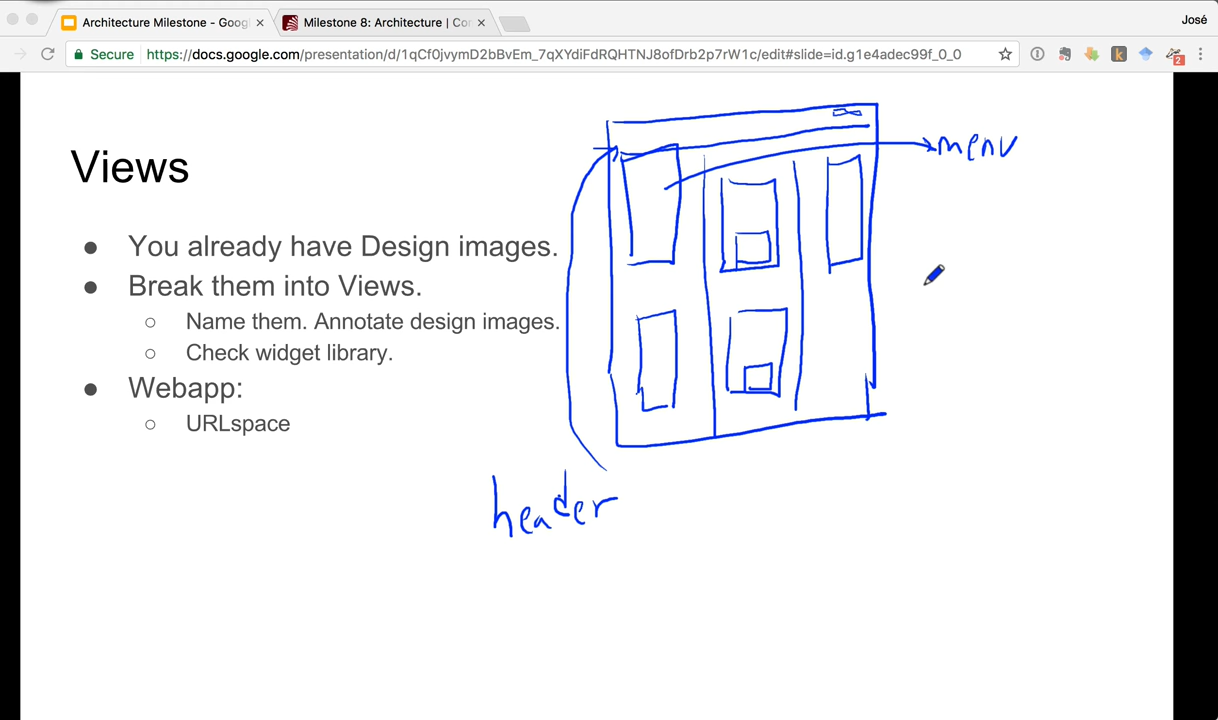 Architecture Milestone - Goog
Milestone 8: Architecture | Co
José
Secure
https://docs.google.com/presentation/d/1qCf0jvymD2bBvEm_7qXYdiFdRQHTNJ8ofDrb2p7rW1c/edit#slide=id.g1e4adec99f_0_0
2
Views
● You already have Design images.
● Break them into Views.
○ Name them. Annotate design images.
○ Check widget library.
● Webapp:
○ URLspace
menu
header